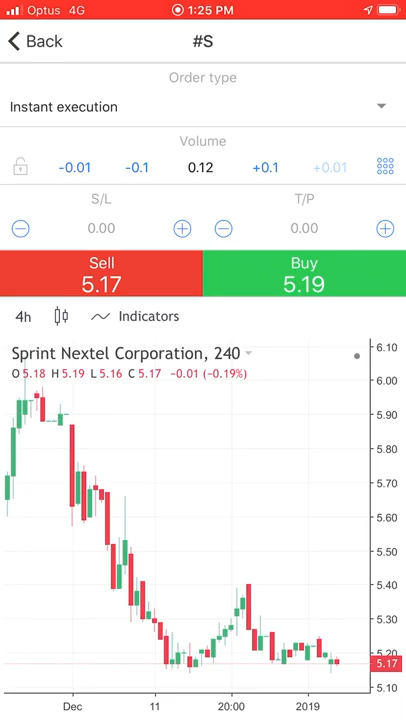 Optus 4G 1:25 PM
Back #S
Order type
Instant execution
Volume
-0.01 -0.1 0.12 +0.1 +0.01
S/L T/P
0.00 0.00
Sell Buy
5.17 5.19
4h Indicators
Sprint Nextel Corporation, 240
O 5.18 H 5.19 L 5.16 C 5.17 −0.01 (−0.19%)
6.10
6.00
5.90
5.80
5.70
5.60
5.50
5.40
5.30
5.20
5.17
5.10
Dec 11 20:00 2019